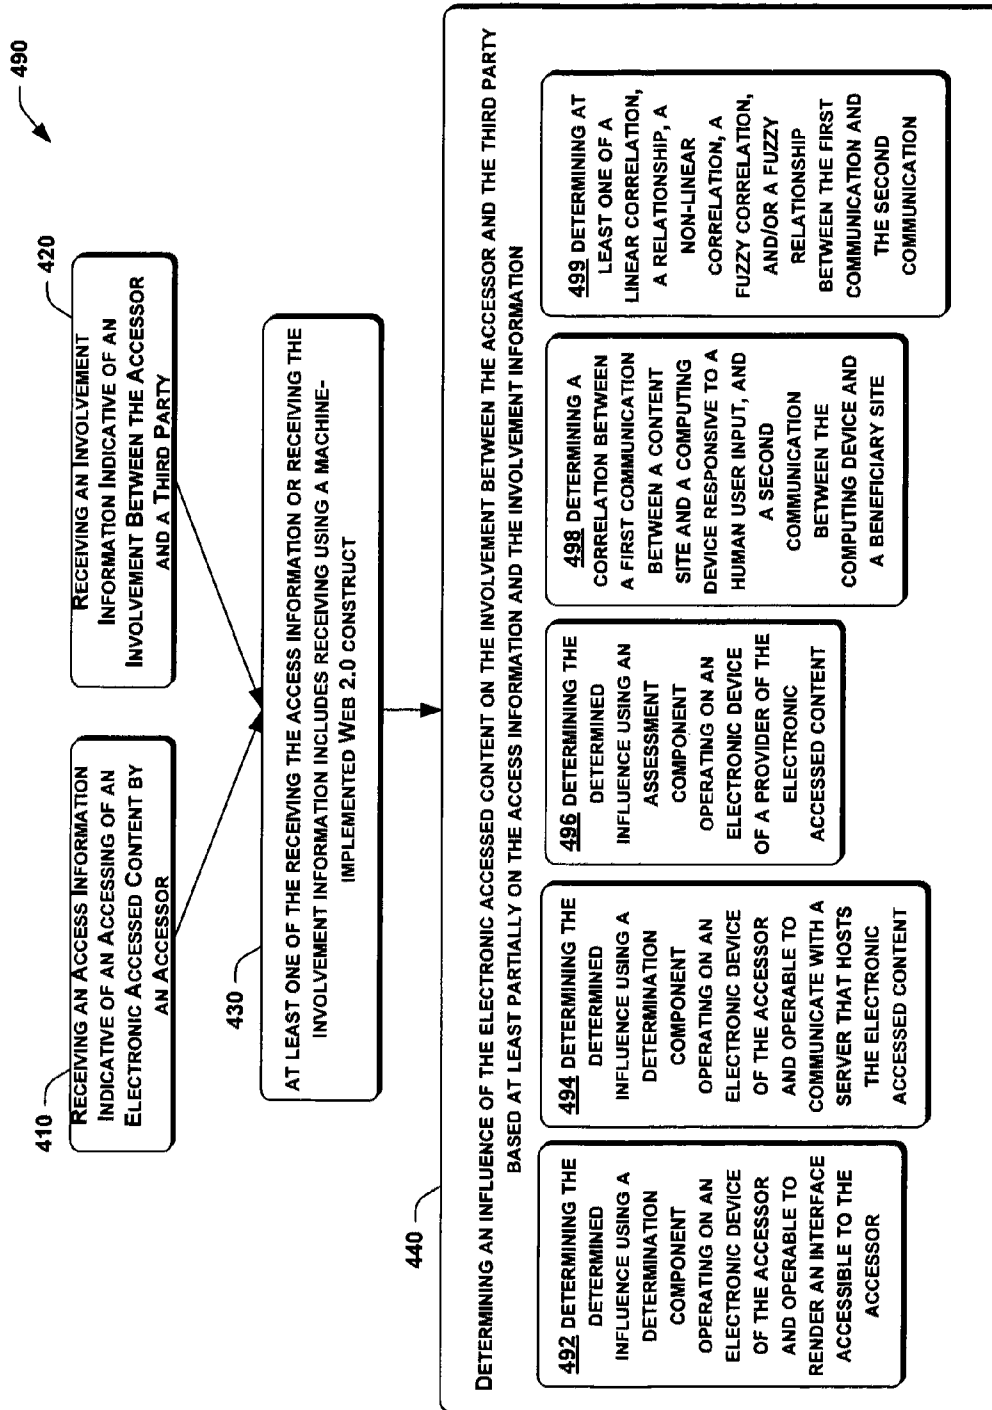 490
410
RECEIVING AN ACCESS INFORMATION
INDICATIVE OF AN ACCESSING OF AN
ELECTRONIC ACCESSED CONTENT BY
AN ACCESSOR
420
RECEIVING AN INVOLVEMENT
INFORMATION INDICATIVE OF AN
INVOLVEMENT BETWEEN THE ACCESSOR
AND A THIRD PARTY
430
AT LEAST ONE OF THE RECEIVING THE ACCESS INFORMATION OR RECEIVING THE
INVOLVEMENT INFORMATION INCLUDES RECEIVING USING A MACHINE-
IMPLEMENTED WEB 2.0 CONSTRUCT
440
DETERMINING AN INFLUENCE OF THE ELECTRONIC ACCESSED CONTENT ON THE INVOLVEMENT BETWEEN THE ACCESSOR AND THE THIRD PARTY
BASED AT LEAST PARTIALLY ON THE ACCESS INFORMATION AND THE INVOLVEMENT INFORMATION
492 DETERMINING THE
DETERMINED
INFLUENCE USING A
DETERMINATION
COMPONENT
OPERATING ON AN
ELECTRONIC DEVICE
OF THE ACCESSOR
AND OPERABLE TO
RENDER AN INTERFACE
ACCESSIBLE TO THE
ACCESSOR
494 DETERMINING THE
DETERMINED
INFLUENCE USING A
DETERMINATION
COMPONENT
OPERATING ON AN
ELECTRONIC DEVICE
OF THE ACCESSOR
AND OPERABLE TO
COMMUNICATE WITH A
SERVER THAT HOSTS
THE ELECTRONIC
ACCESSED CONTENT
496 DETERMINING THE
DETERMINED
INFLUENCE USING AN
ASSESSMENT
COMPONENT
OPERATING ON AN
ELECTRONIC DEVICE
OF A PROVIDER OF THE
ELECTRONIC
ACCESSED CONTENT
498 DETERMINING A
CORRELATION BETWEEN
A FIRST COMMUNICATION
BETWEEN A CONTENT
SITE AND A COMPUTING
DEVICE RESPONSIVE TO A
HUMAN USER INPUT, AND
A SECOND
COMMUNICATION
BETWEEN THE
COMPUTING DEVICE AND
A BENEFICIARY SITE
499 DETERMINING AT
LEAST ONE OF A
LINEAR CORRELATION,
A RELATIONSHIP, A
NON-LINEAR
CORRELATION, A
FUZZY CORRELATION,
AND/OR A FUZZY
RELATIONSHIP
BETWEEN THE FIRST
COMMUNICATION AND
THE SECOND
COMMUNICATION